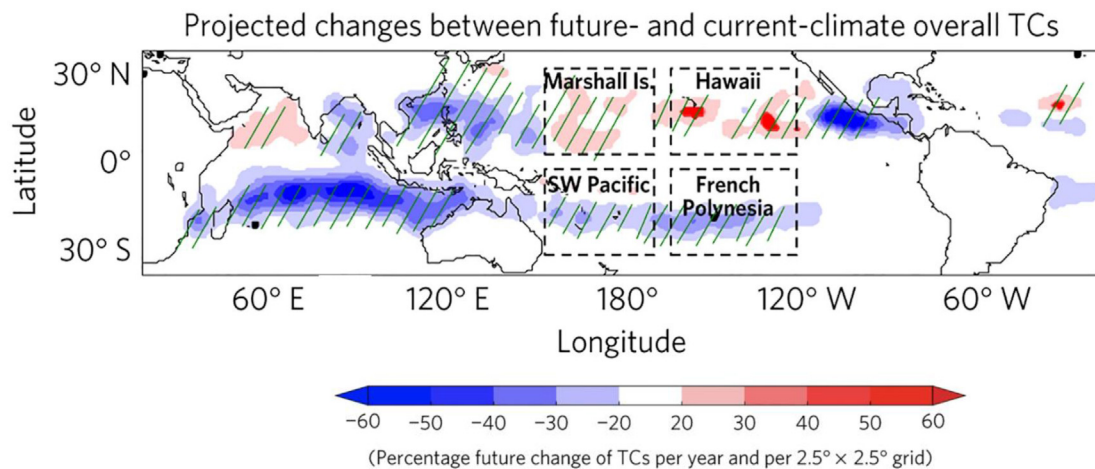 Projected changes between future- and current-climate overall TCs
Latitude
30° N
0°
30° S
Marshall Is.
Hawaii
SW Pacific
French
Polynesia
60° E 120° E 180° 120° W 60° W
Longitude
−60 −50 −40 −30 −20 20 30 40 50 60
(Percentage future change of TCs per year and per 2.5° × 2.5° grid)